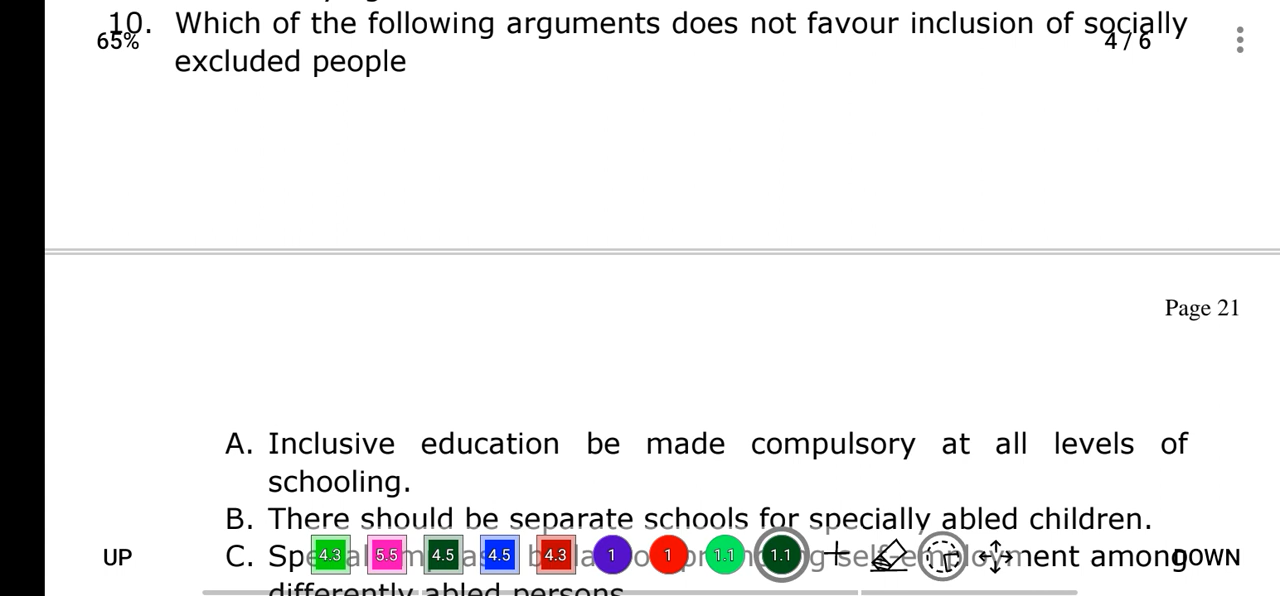 10. Which of the following arguments does not favour inclusion of socially
65%
4 / 6
excluded people
Page 21
A. Inclusive education be made compulsory at all levels of
schooling.
B. There should be separate schools for specially abled children.
UP
C.
4.3
5.5
4.5
4.5
4.3
1
1
1.1
1.1
among
DOWN
differently abled persons